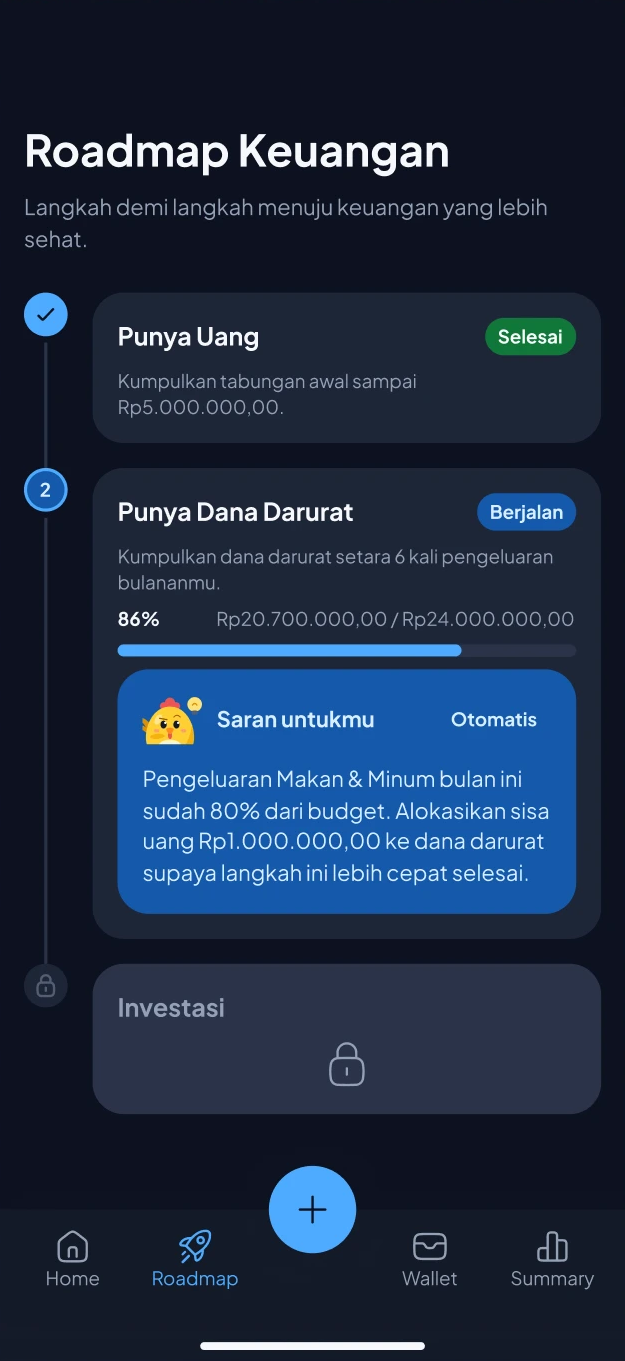 Roadmap Keuangan
Langkah demi langkah menuju keuangan yang lebih
sehat.
Punya Uang
Selesai
Kumpulkan tabungan awal sampai
Rp5.000.000,00.
2
Punya Dana Darurat
Berjalan
Kumpulkan dana darurat setara 6 kali pengeluaran
bulananmu.
86%
Rp20.700.000,00 / Rp24.000.000,00
Saran untukmu
Otomatis
Pengeluaran Makan & Minum bulan ini
sudah 80% dari budget. Alokasikan sisa
uang Rp1.000.000,00 ke dana darurat
supaya langkah ini lebih cepat selesai.
Investasi
Home
Roadmap
Wallet
Summary